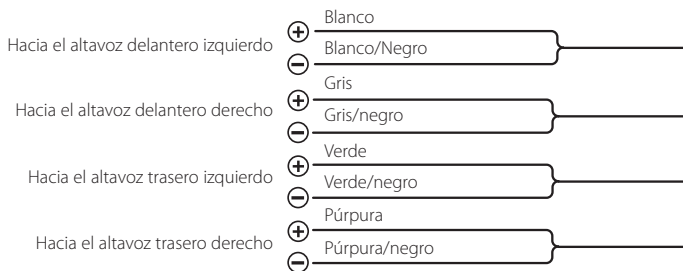 Blanco
Hacia el altavoz delantero izquierdo
Blanco/Negro
Gris
Hacia el altavoz delantero derecho
Gris/negro
Verde
Hacia el altavoz trasero izquierdo
Verde/negro
Púrpura
Hacia el altavoz trasero derecho
Púrpura/negro